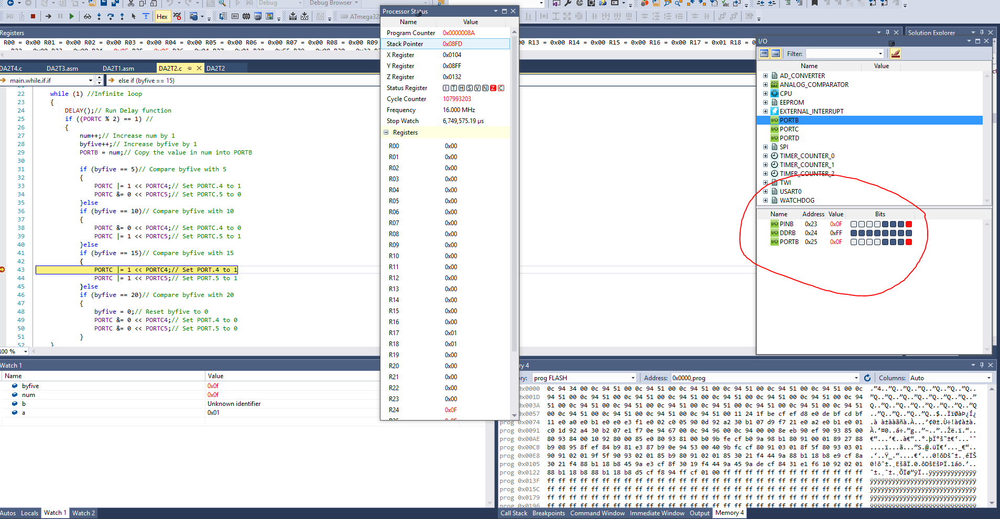 Debug
Debug Browser
Hex
ATmega32
Registers
R00 = 0x00 R01 = 0x00 R02 = 0x00 R03 = 0x00 R04 = 0x00 R05 = 0x00 R06 = 0x00 R07 = 0x00 R08 = 0x00 R09
R13 = 0x00 R14 = 0x00 R15 = 0x00 R16 = 0x00 R17 = 0x01 R18 =
DA2T4.c DA2T3.asm DA2T1.asm DA2T2.c DA2T2
main.while.if.if
else if (byfive == 15)
22 while (1) //Infinite loop
23 {
24 DELAY();// Run Delay function
25 if ((PORTC % 2) == 1) //
26 {
27 num++;// Increase num by 1
28 byfive++;// Increase byfive by 1
29 PORTB = num;// Copy the value in num into PORTB
30
31 if (byfive == 5)// Compare byfive with 5
32 {
33 PORTC |= 1 << PORTC4;// Set PORTC.4 to 1
34 PORTC &= 0 << PORTC5;// Set PORTC.5 to 0
35 }else
36 if (byfive == 10)// Compare byfive with 10
37 {
38 PORTC &= 0 << PORTC4;// Set PORTC.4 to 0
39 PORTC |= 1 << PORTC5;// Set PORTC.5 to 1
40 }else
41 if (byfive == 15)// Compare byfive with 15
42 {
43 PORTC |= 1 << PORTC4;// Set PORT.4 to 1
44 PORTC |= 1 << PORTC5;// Set PORT.5 to 1
45 }else
46 if (byfive == 20)// Compare byfive with 20
47 {
48 byfive = 0;// Reset byfive to 0
49 PORTC &= 0 << PORTC4;// Set PORT.4 to 0
50 PORTC &= 0 << PORTC5;// Set PORT.5 to 0
51 }
52 }
100 %
Processor Status
Name Value
Program Counter 0x0000008A
Stack Pointer 0x08FD
X Register 0x0104
Y Register 0x08FF
Z Register 0x0132
Status Register I T H S V N Z C
Cycle Counter 107993203
Frequency 16.000 MHz
Stop Watch 6,749,575.19 µs
Registers
R00 0x00
R01 0x00
R02 0x00
R03 0x00
R04 0x00
R05 0x00
R06 0x00
R07 0x00
R08 0x00
R09 0x00
R10 0x00
R11 0x00
R12 0x00
R13 0x00
R14 0x00
R15 0x00
R16 0x00
R17 0x01
R18 0x01
R19 0x00
R20 0x00
R21 0x00
R22 0x00
R23 0x00
R24 0x0F
Solution Explorer
I/O
Filter:
Name Value
AD_CONVERTER
ANALOG_COMPARATOR
CPU
EEPROM
EXTERNAL_INTERRUPT
PORTB
PORTC
PORTD
SPI
TIMER_COUNTER_0
TIMER_COUNTER_1
TIMER_COUNTER_2
TWI
USART0
WATCHDOG
Name Address Value Bits
PINB 0x23 0x0F
DDRB 0x24 0xFF
PORTB 0x25 0x0F
Watch 1
Name Value
byfive 0x0f
num 0x0f
b Unknown identifier
a 0x01
Autos Locals Watch 1 Watch 2
ry 4
ry: prog FLASH Address: 0x0000,prog Columns: Auto
0x0000 0c 94 34 00 0c 94 51 00 0c 94 51 00 0c 94 51 00 0c 94 51 00 0c 94 51 00 0c 94 51 00 0c
0x001D 94 51 00 0c 94 51 00 0c 94 51 00 0c 94 51 00 0c 94 51 00 0c 94 51 00 0c 94 51 00 0c 94
0x003A 51 00 0c 94 51 00 0c 94 51 00 0c 94 51 00 0c 94 51 00 0c 94 51 00 0c 94 51 00 0c 94 51
0x0057 00 0c 94 51 00 0c 94 51 00 0c 94 51 00 0c 94 51 00 11 24 1f be cf ef d8 e0 de bf cd bf
0x0074 11 e0 a0 e0 b1 e0 e0 e3 f1 e0 02 c0 05 90 0d 92 a2 30 b1 07 d9 f7 21 e0 a2 e0 b1 e0 01
prog 0x0091 c0 1d 92 a4 30 b2 07 e1 f7 0e 94 67 00 0c 94 96 00 0c 94 00 00 8e eb 90 ef 90 93 85 00
prog 0x00AE 80 93 84 00 10 92 80 00 85 e0 80 93 81 00 b0 9b fe cf b0 9a 98 b1 80 91 00 01 89 27 88
prog 0x00CB b9 08 95 8f ef 84 b9 81 e3 87 b9 0e 94 53 00 40 9b fc cf 80 91 03 01 8f 5f 80 93 03 01
prog 0x00E8 90 91 02 01 9f 5f 90 93 02 01 85 b9 80 91 02 01 85 30 21 f4 44 9a 88 b1 18 b8 e9 cf 8a
prog 0x0105 30 21 f4 88 b1 18 b8 45 9a e3 cf 8f 30 19 f4 44 9a 45 9a de cf 84 31 e1 f6 10 92 02 01
prog 0x0122 88 b1 18 b8 88 b1 18 b8 d5 cf f8 94 ff cf 01 00 ff ff ff ff ff ff ff ff ff ff ff ff ff
prog 0x013F ff ff ff ff ff ff ff ff ff ff ff ff ff ff ff ff ff ff ff ff ff ff ff ff ff ff ff ff ff
prog 0x015C ff ff ff ff ff ff ff ff ff ff ff ff ff ff ff ff ff ff ff ff ff ff ff ff ff ff ff ff ff
prog 0x0179 ff ff ff ff ff ff ff ff ff ff ff ff ff ff ff ff ff ff ff ff ff ff ff ff ff ff ff ff ff
prog 0x0196 ff ff ff ff ff ff ff ff ff ff ff ff ff ff ff ff ff ff ff ff ff ff ff ff ff ff ff ff ff
Call Stack Breakpoints Command Window Immediate Window Output Memory 4